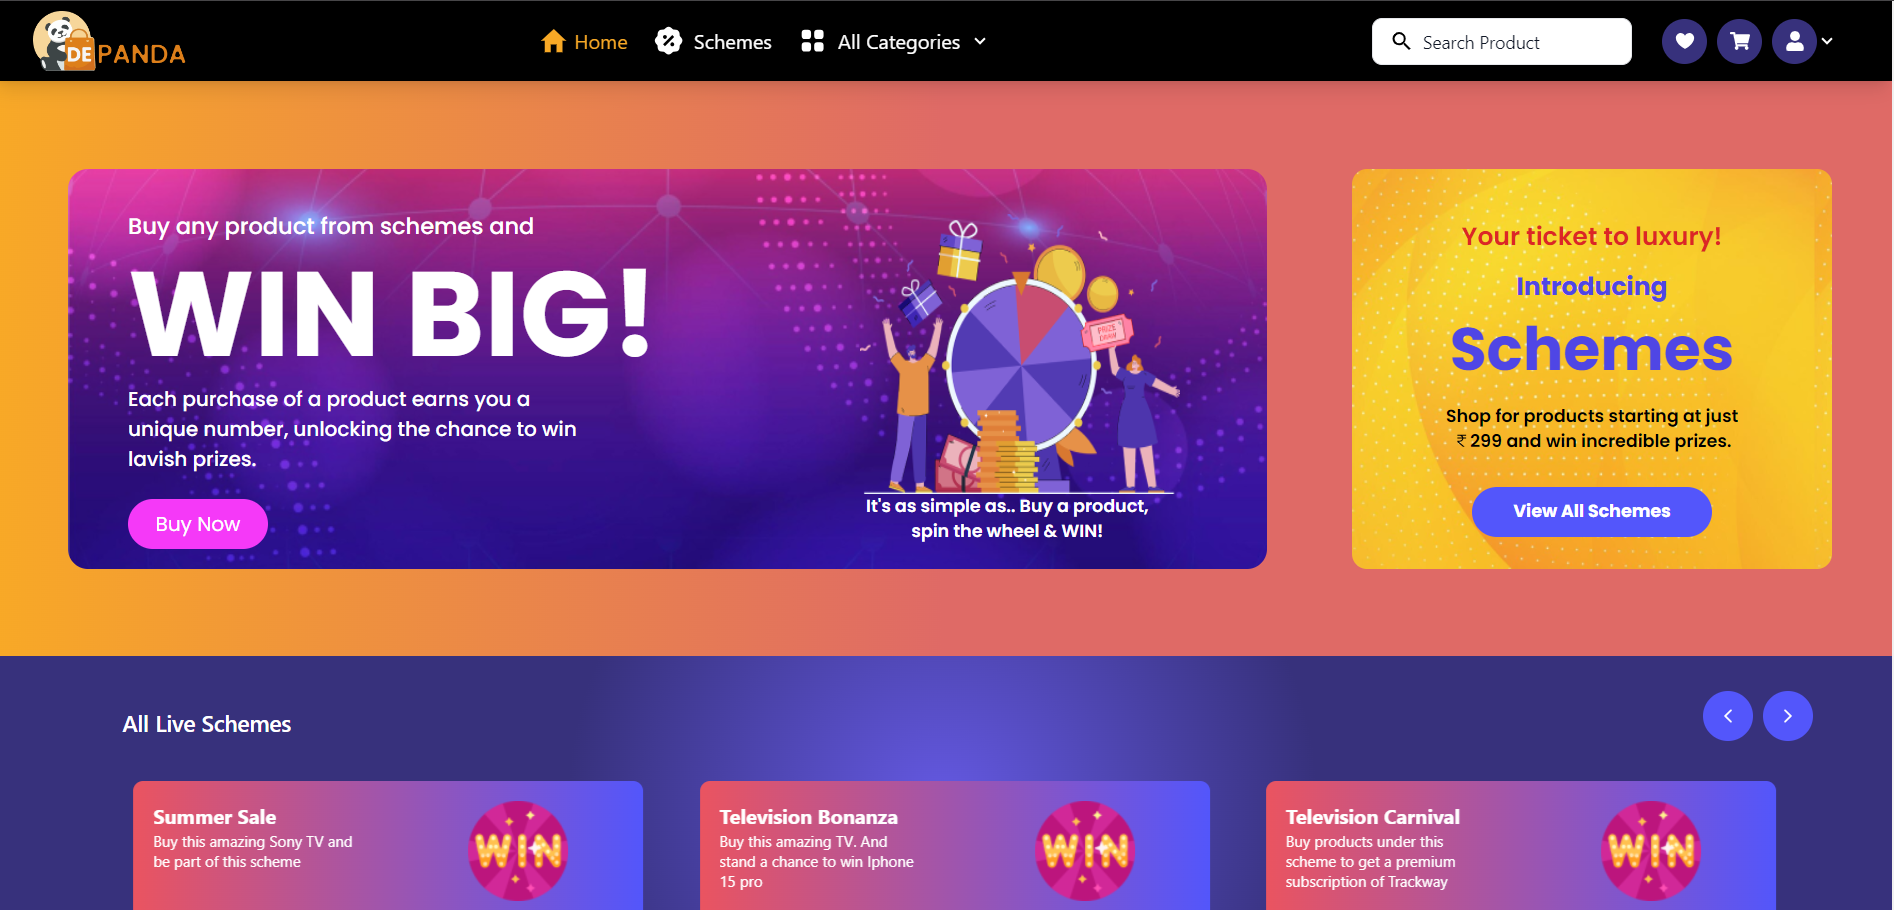 DE PANDA
Home
Schemes
All Categories
Search Product
Buy any product from schemes and
WIN BIG!
Each purchase of a product earns you a
unique number, unlocking the chance to win
lavish prizes.
Buy Now
PRIZE
DRAW
It's as simple as.. Buy a product,
spin the wheel & WIN!
Your ticket to luxury!
Introducing
Schemes
Shop for products starting at just
₹ 299 and win incredible prizes.
View All Schemes
All Live Schemes
Summer Sale
Buy this amazing Sony TV and
be part of this scheme
WIN
Television Bonanza
Buy this amazing TV. And
stand a chance to win Iphone
15 pro
WIN
Television Carnival
Buy products under this
scheme to get a premium
subscription of Trackway
WIN